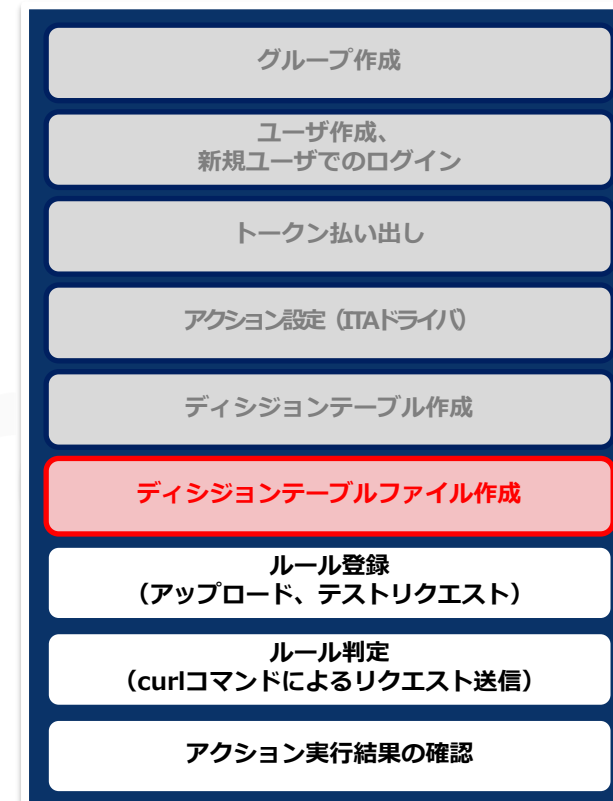 グループ作成
ユーザ作成、
新規ユーザでのログイン
トークン払い出し
アクション設定（ITAドライバ）
ディシジョンテーブル作成
ディシジョンテーブルファイル作成
ルール登録
（アップロード、テストリクエスト）
ルール判定
（curlコマンドによるリクエスト送信）
アクション実行結果の確認